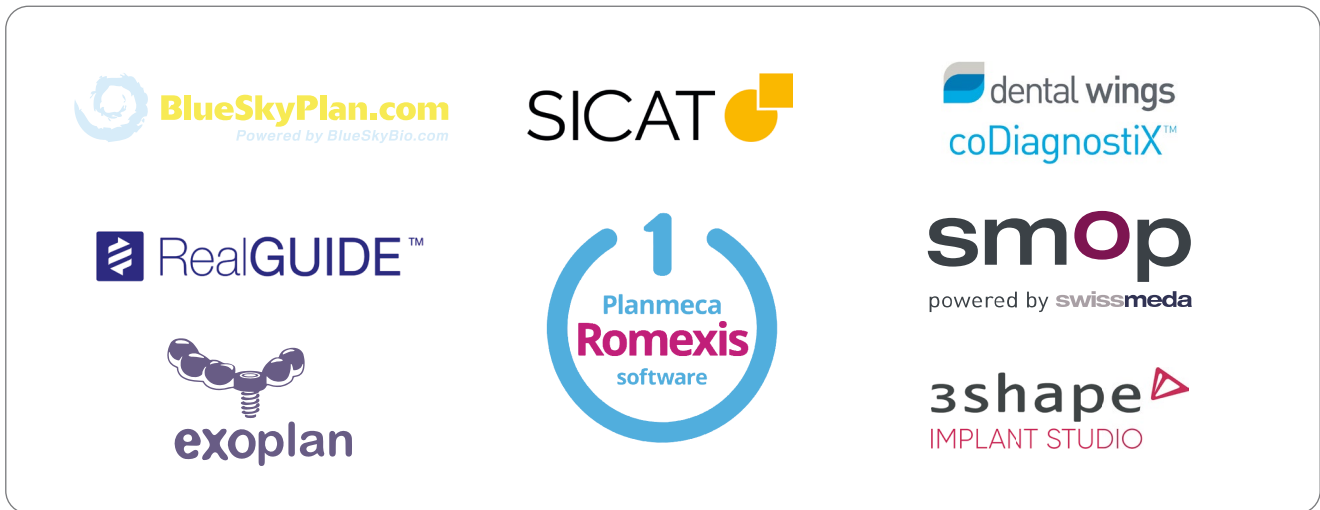 BlueSkyPlan.com
Powered by BlueSkyBio.com
SICAT
dental wings
coDiagnostiX™
RealGUIDE™
1
Planmeca
Romexis
software
smop
powered by swissmeda
exoplan
3shape
IMPLANT STUDIO